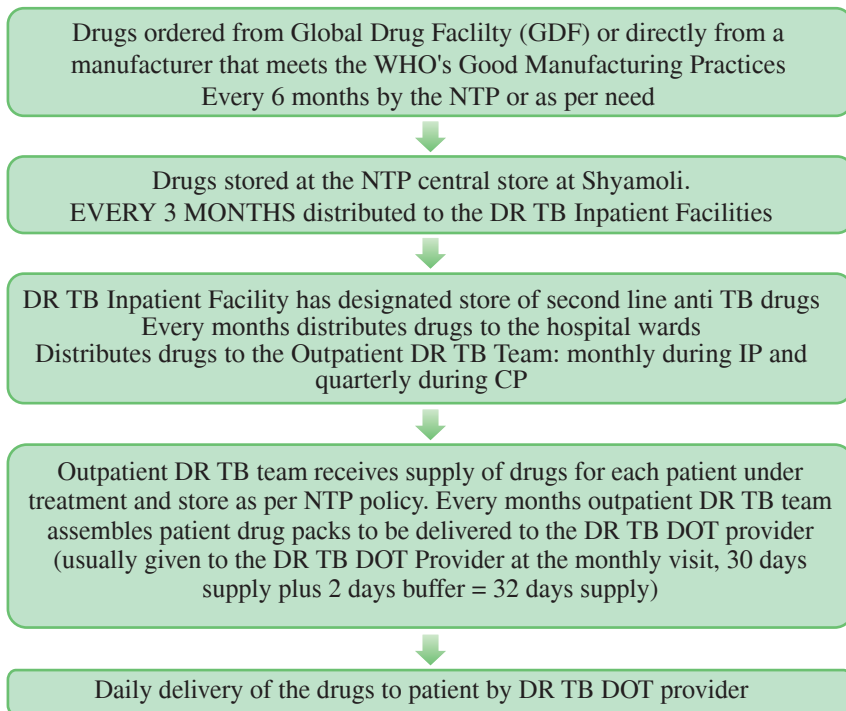 Drugs ordered from Global Drug Faclilty (GDF) or directly from a
manufacturer that meets the WHO's Good Manufacturing Practices
Every 6 months by the NTP or as per need
Drugs stored at the NTP central store at Shyamoli.
EVERY 3 MONTHS distributed to the DR TB Inpatient Facilities
DR TB Inpatient Facility has designated store of second line anti TB drugs
Every months distributes drugs to the hospital wards
Distributes drugs to the Outpatient DR TB Team: monthly during IP and
quarterly during CP
Outpatient DR TB team receives supply of drugs for each patient under
treatment and store as per NTP policy. Every months outpatient DR TB team
assembles patient drug packs to be delivered to the DR TB DOT provider
(usually given to the DR TB DOT Provider at the monthly visit, 30 days
supply plus 2 days buffer = 32 days supply)
Daily delivery of the drugs to patient by DR TB DOT provider